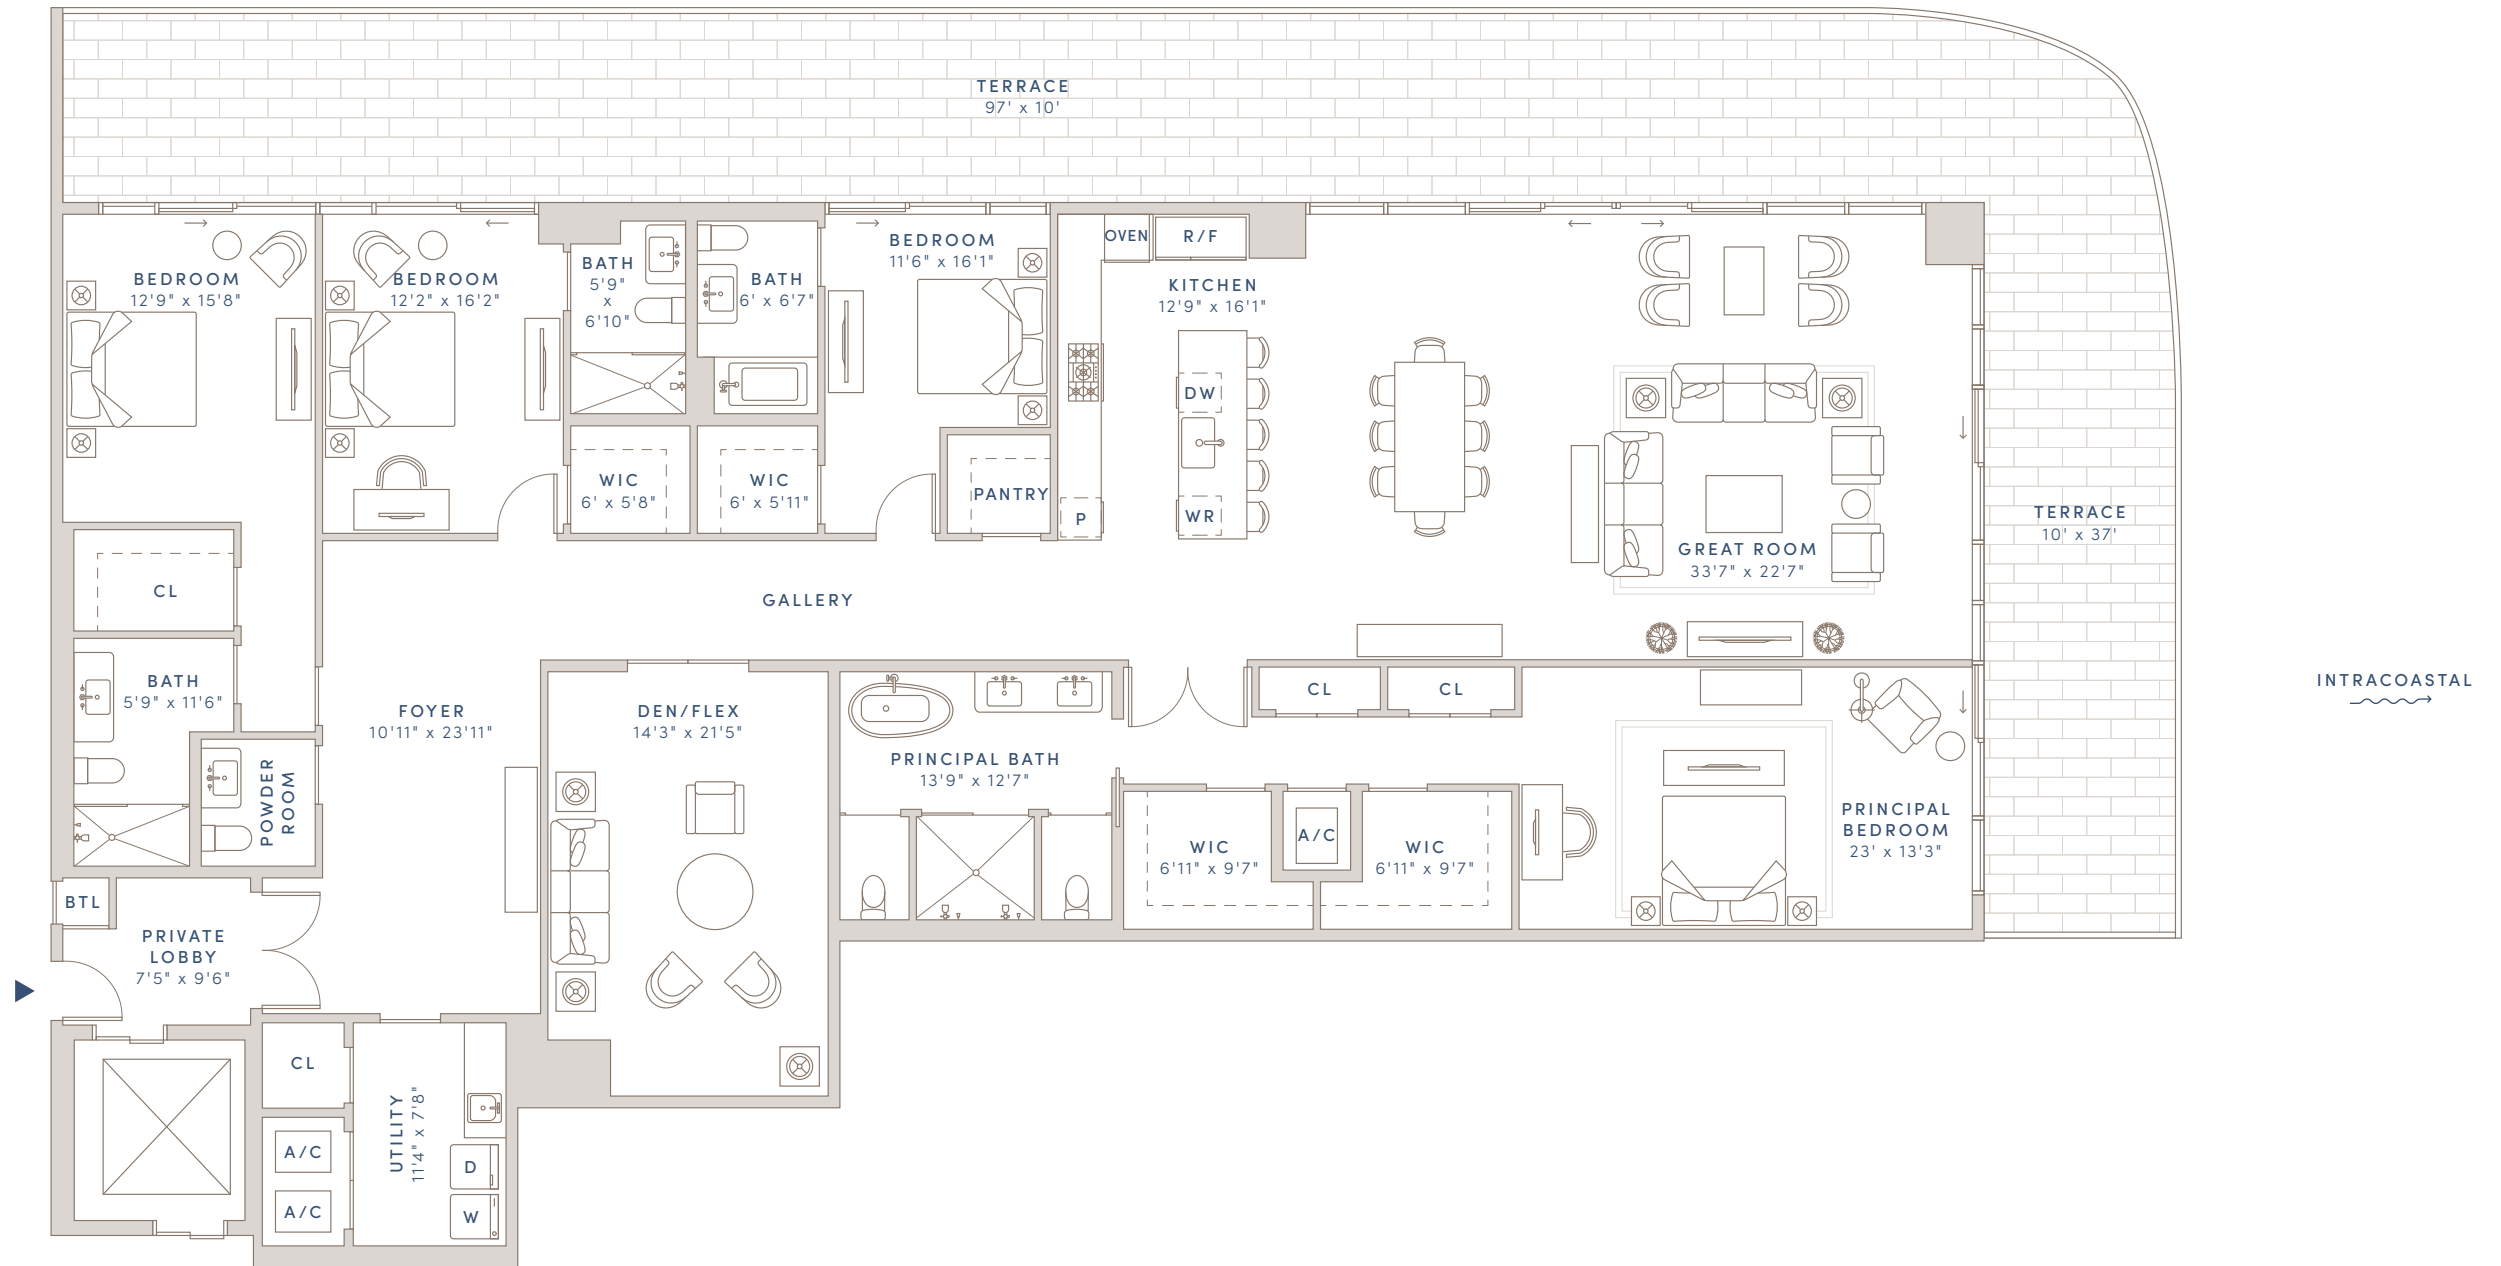 TERRACE
97' x 10'
BEDROOM
12'9" x 15'8"
BEDROOM
12'2" x 16'2"
BATH
5'9"
x
6'10"
BATH
6' x 6'7"
BEDROOM
11'6" x 16'1"
OVEN
R/F
KITCHEN
12'9" x 16'1"
DW
WR
P
PANTRY
WIC
6' x 5'8"
WIC
6' x 5'11"
GREAT ROOM
33'7" x 22'7"
TERRACE
10' x 37'
INTRACOASTAL
CL
GALLERY
BATH
5'9" x 11'6"
POWDER
ROOM
FOYER
10'11" x 23'11"
DEN/FLEX
14'3" x 21'5"
PRINCIPAL BATH
13'9" x 12'7"
CL
CL
WIC
6'11" x 9'7"
A/C
WIC
6'11" x 9'7"
PRINCIPAL
BEDROOM
23' x 13'3"
BTL
PRIVATE
LOBBY
7'5" x 9'6"
CL
A/C
A/C
UTILITY
11'4" x 7'8"
D
W